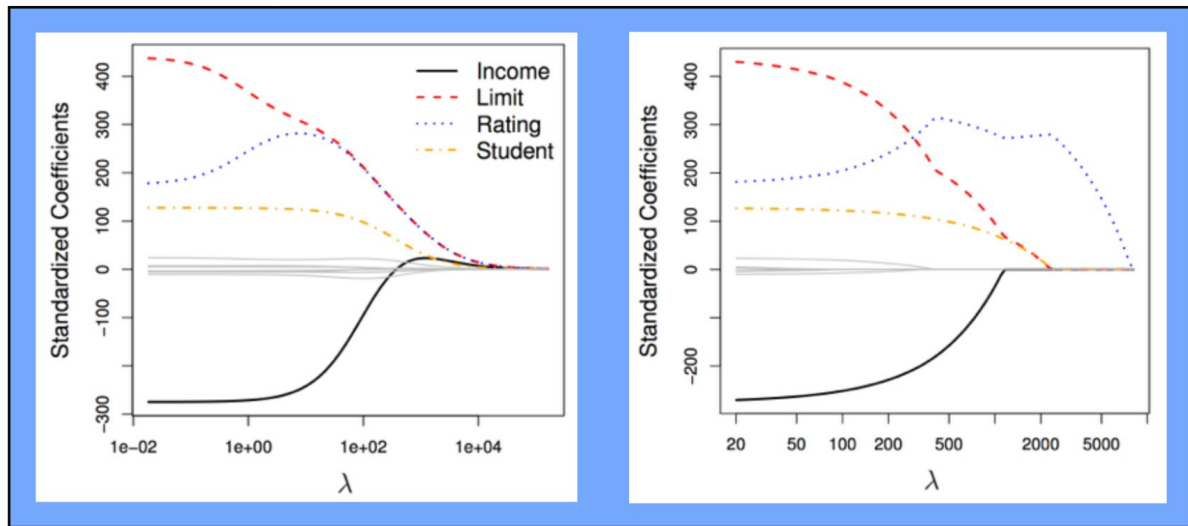 Standardized Coefficients
400
300
200
100
0
-100
-300
Income
Limit
Rating
Student
1e-02
1e+00
1e+02
1e+04
λ
Standardized Coefficients
400
300
200
100
0
-200
20
50
100
200
500
2000
5000
λ